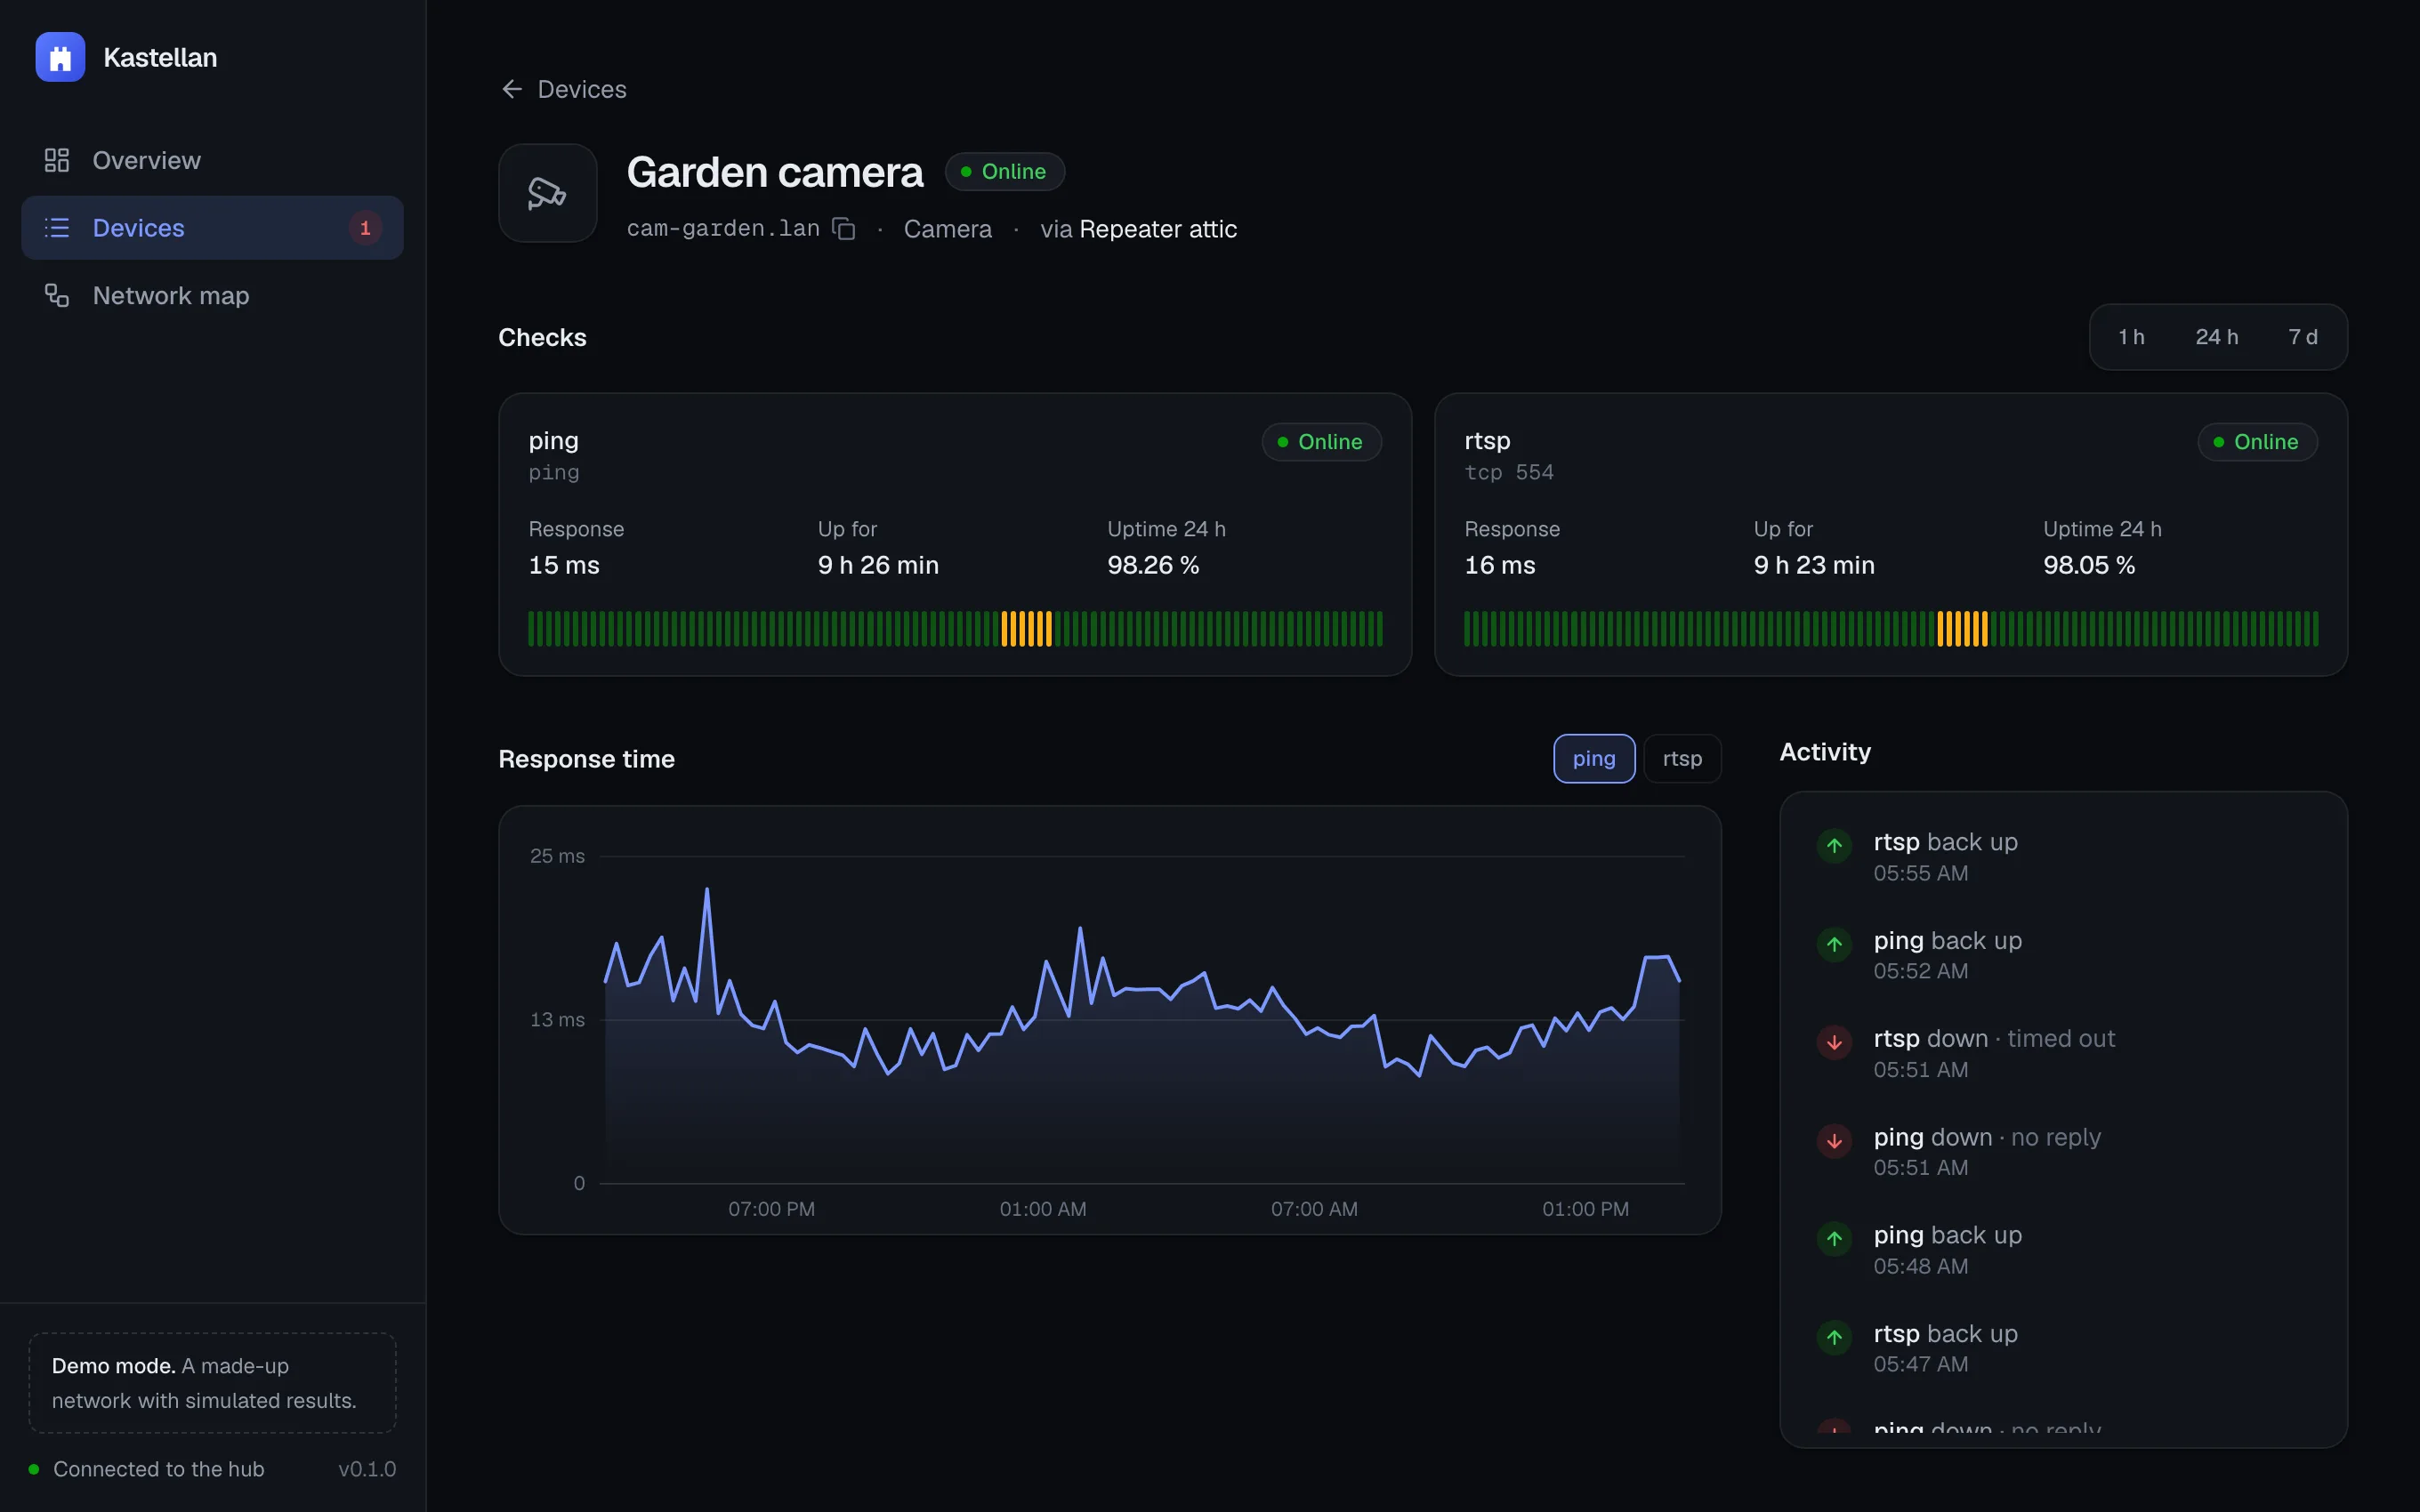 Kastellan
Overview
Devices 1
Network map
Demo mode. A made-up
network with simulated results.
Connected to the hub v0.1.0
Devices
Garden camera Online
cam-garden.lan · Camera · via Repeater attic
Checks 1 h 24 h 7 d
ping Online
ping
Response Up for Uptime 24 h
15 ms 9 h 26 min 98.26 %
rtsp Online
tcp 554
Response Up for Uptime 24 h
16 ms 9 h 23 min 98.05 %
Response time ping rtsp
25 ms
13 ms
0
07:00 PM 01:00 AM 07:00 AM 01:00 PM
Activity
rtsp back up
05:55 AM
ping back up
05:52 AM
rtsp down · timed out
05:51 AM
ping down · no reply
05:51 AM
ping back up
05:48 AM
rtsp back up
05:47 AM
ping down · no reply